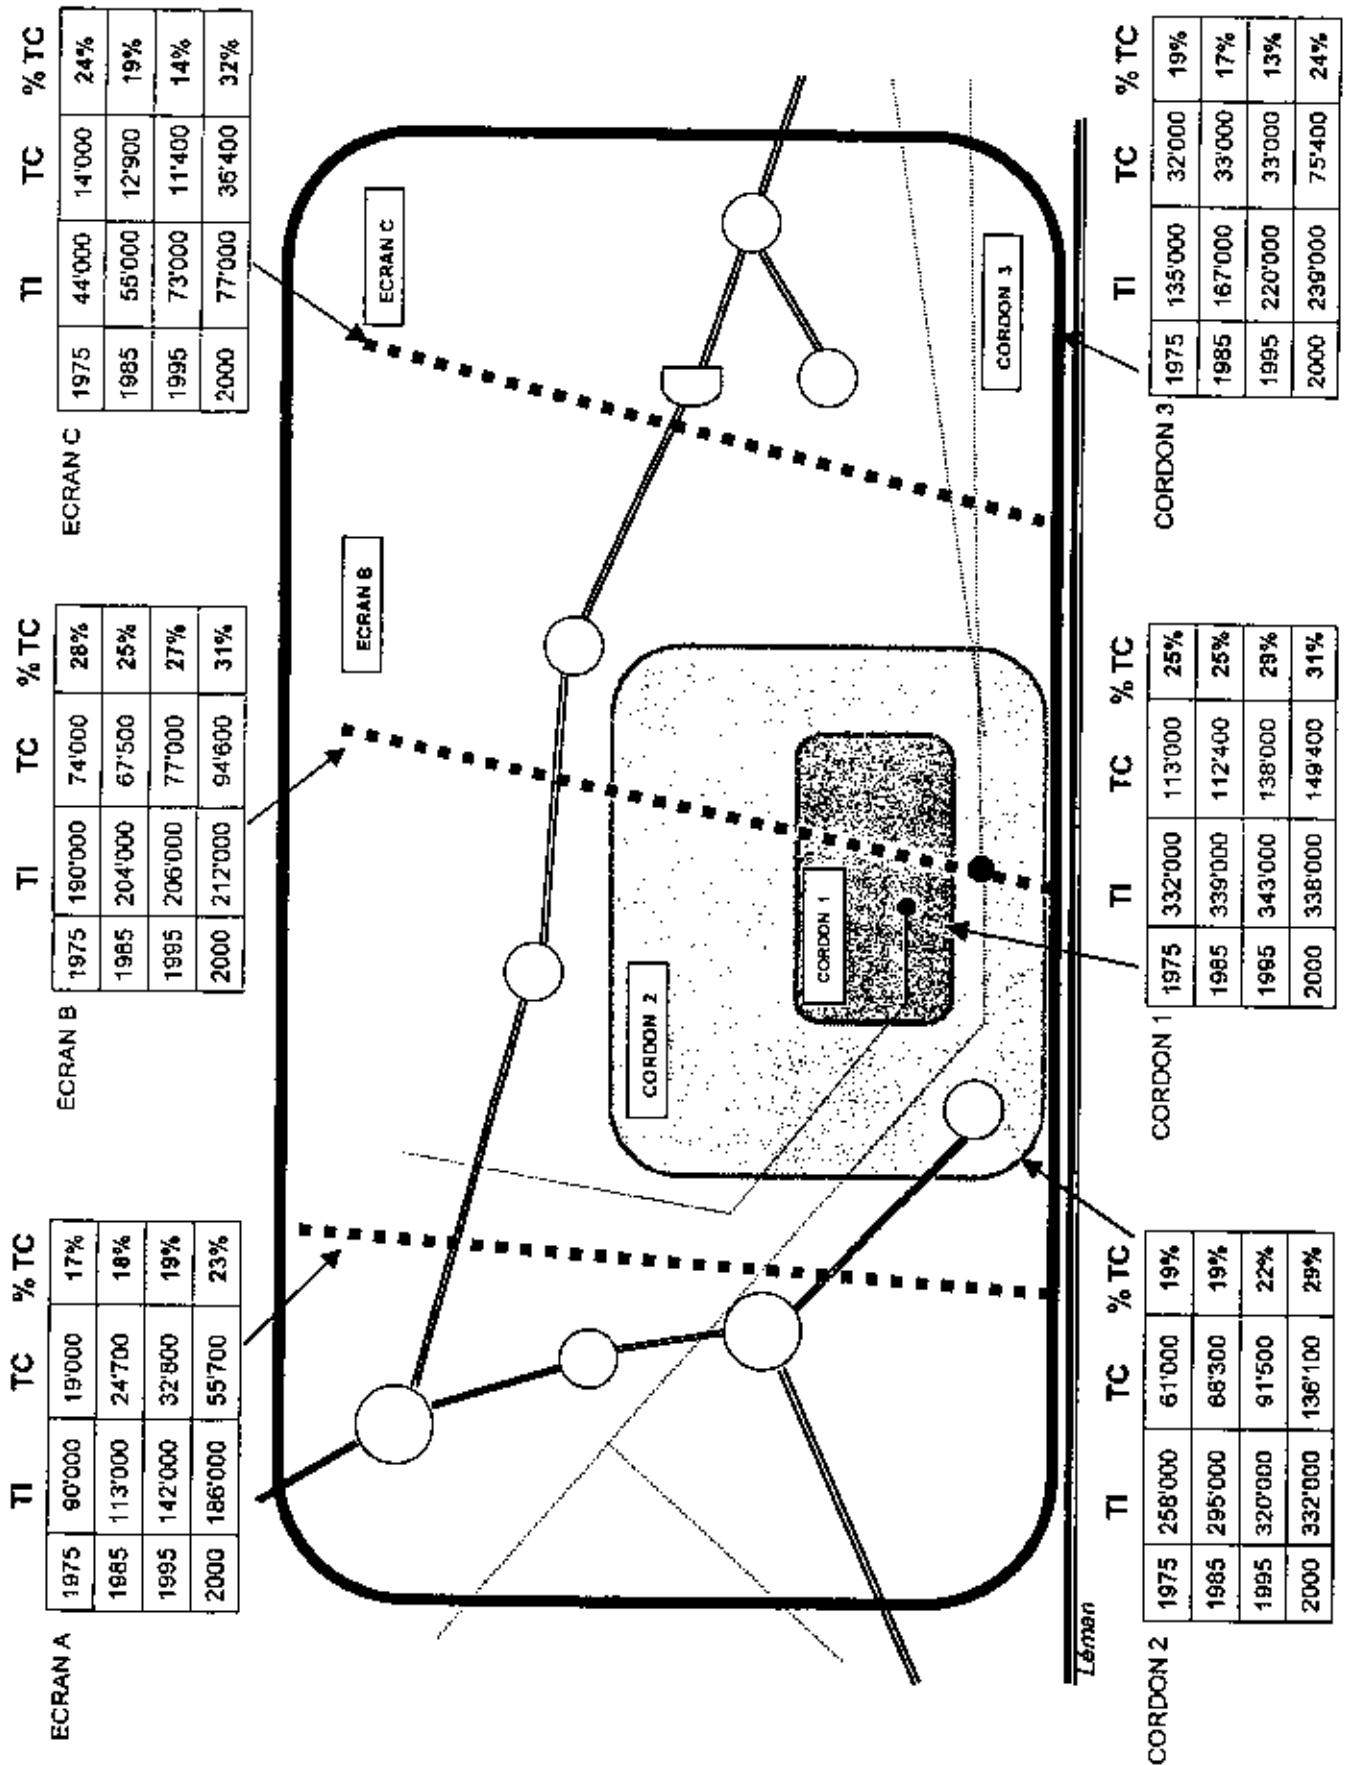 ECRAN A
TI TC % TC
1975 90'000 19'000 17%
1985 113'000 24'700 18%
1995 142'000 32'800 19%
2000 186'000 55'700 23%
ECRAN B
TI TC % TC
1975 190'000 74'000 28%
1985 204'000 67'500 25%
1995 206'000 77'000 27%
2000 212'000 94'600 31%
ECRAN C
TI TC % TC
1975 44'000 14'000 24%
1985 55'000 12'900 19%
1995 73'000 11'400 14%
2000 77'000 36'400 32%
ECRAN B
ECRAN C
CORDON 2
CORDON 1
CORDON 3
Léman
CORDON 2
TI TC % TC
1975 258'000 61'000 19%
1985 295'000 68'300 19%
1995 320'000 91'500 22%
2000 332'000 136'100 29%
CORDON 1
TI TC % TC
1975 332'000 113'000 25%
1985 339'000 112'400 25%
1995 343'000 138'000 29%
2000 338'000 149'400 31%
CORDON 3
TI TC % TC
1975 135'000 32'000 19%
1985 167'000 33'000 17%
1995 220'000 33'000 13%
2000 239'000 75'400 24%